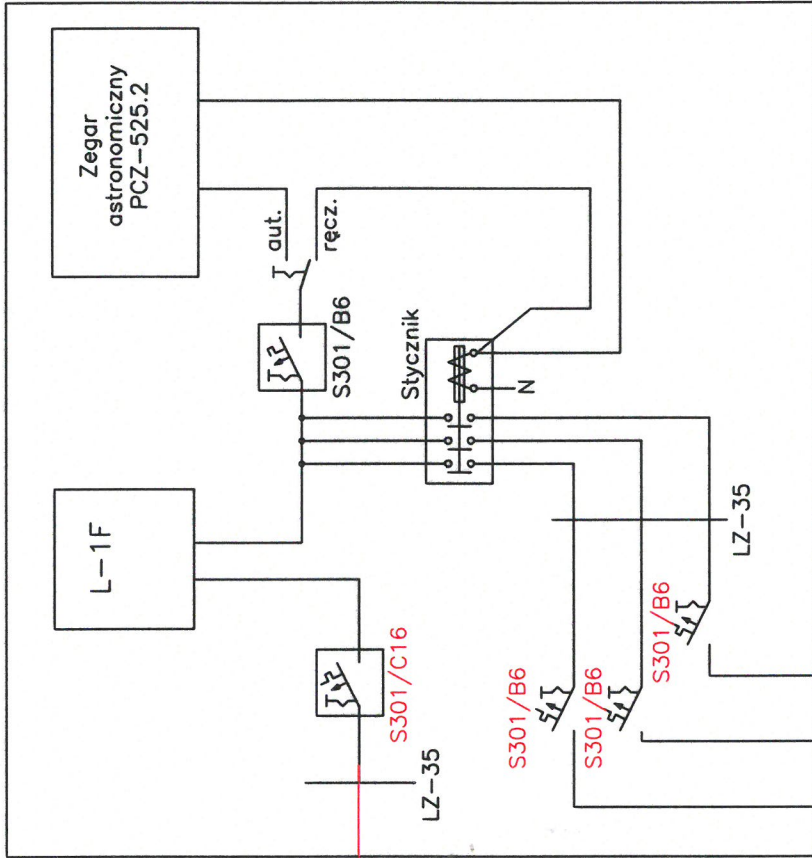 Zegar
astronomiczny
PCZ-525.2
aut.
ręcz.
S301/B6
Stycznik
N
L-1F
S301/C16
LZ-35
LZ-35
S301/B6
S301/B6
S301/B6